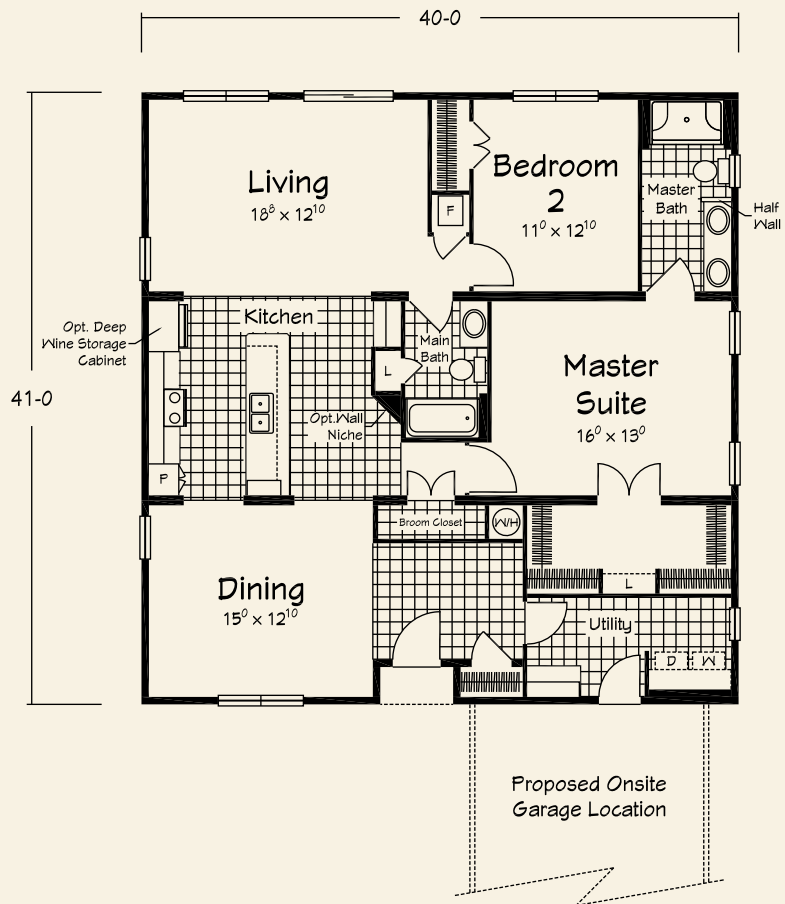 40-0
Living
18⁸ x 12¹⁰
F
Bedroom
2
11⁰ x 12¹⁰
Master
Bath
Half
Wall
Opt. Deep
Wine Storage
Cabinet
Kitchen
Main
Bath
L
Opt.Wall
Niche
P
41-0
Master
Suite
16⁰ x 13⁰
Broom Closet
W/H
L
Dining
15⁰ x 12¹⁰
Utility
D
W
Proposed Onsite
Garage Location